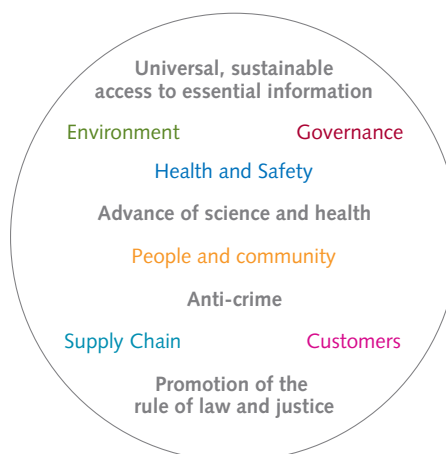 Universal, sustainable
access to essential information
Environment Governance
Health and Safety
Advance of science and health
People and community
Anti-crime
Supply Chain Customers
Promotion of the
rule of law and justice